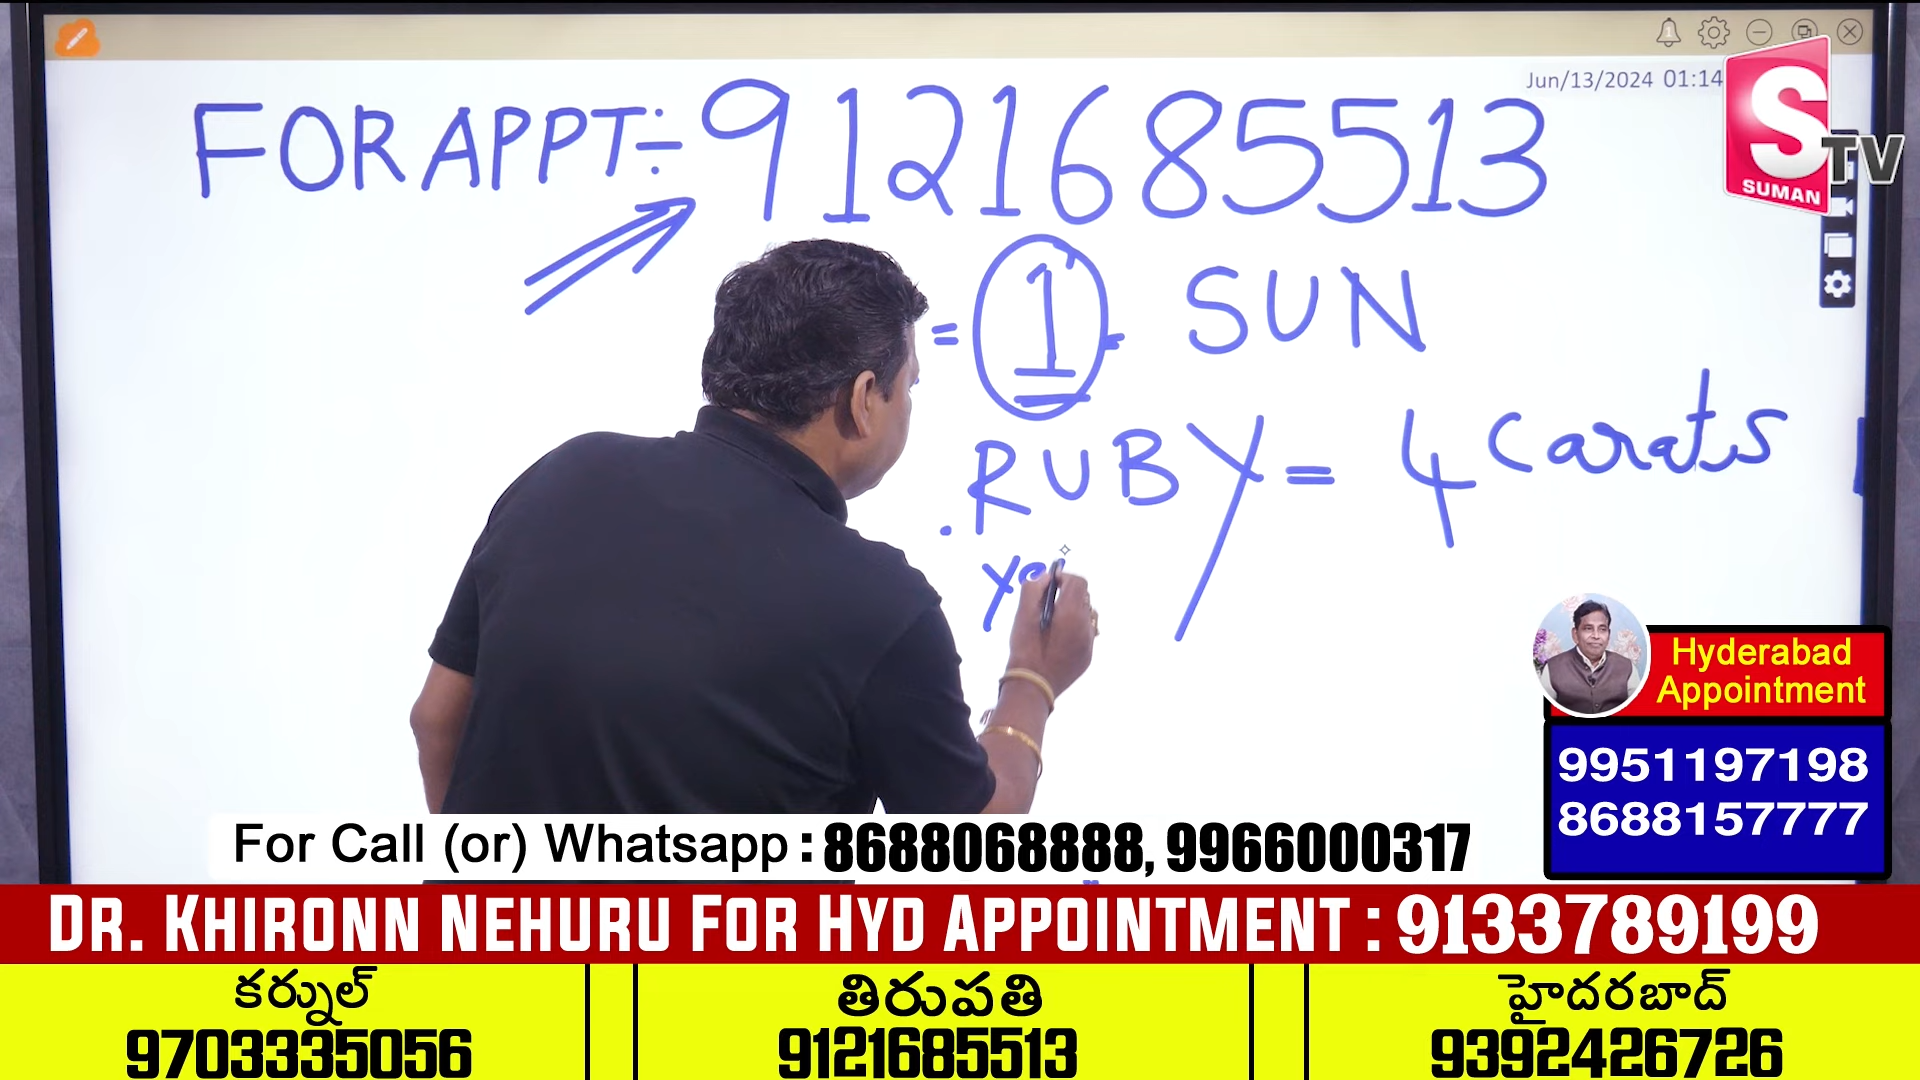 Jun/13/2024 01:14
S
TV
SUMAN
FOR APPT:- 9121685513
= 1 = SUN
RUBY = 4 carats
Hyderabad
Appointment
9951197198
8688157777
For Call (or) Whatsapp : 8688068888, 9966000317
DR. KHIRONN NEHURU FOR HYD APPOINTMENT : 9133789199
కర్నుల్
9703335056
తిరుపతి
9121685513
హైదరబాద్
9392426726